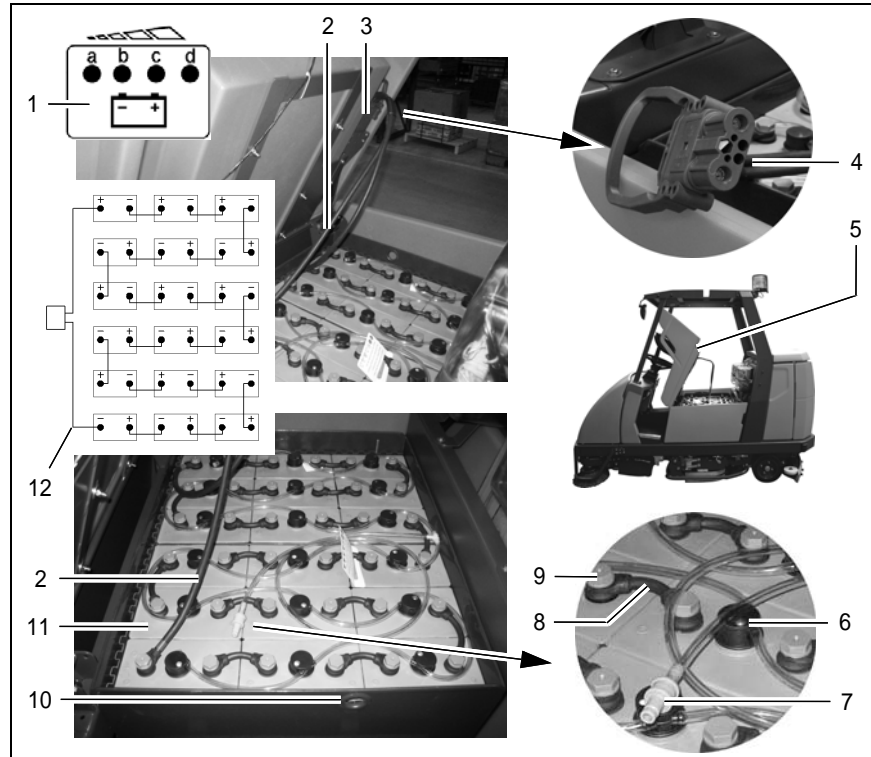 2 3
a b c d
1
- +
4
5
+ - + - + -
- + - + - +
+ - + - + -
- + - + - +
+ - + - + -
- + - + - +
12
2
9
11
8
6
10
7